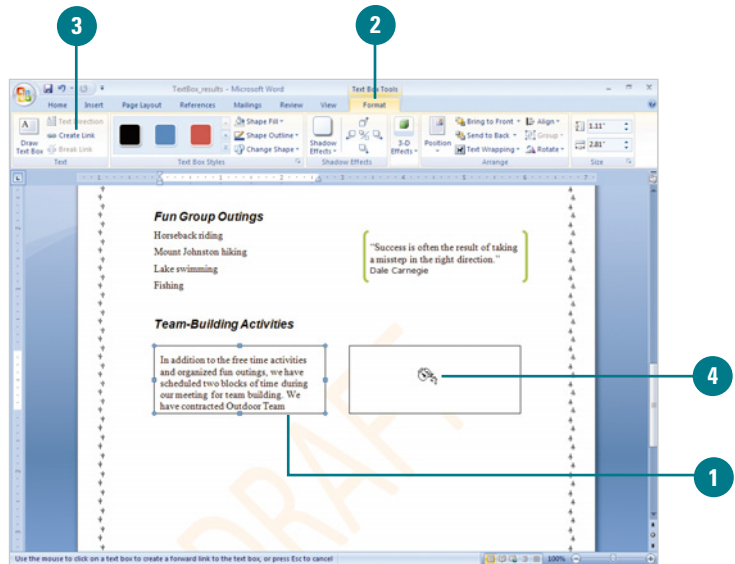 3
2
TextBox_results - Microsoft Word
Text Box Tools
Home Insert Page Layout References Mailings Review View Format
Text Direction
Create Link
Break Link
Draw Text Box
Text
Text Box Styles
Shape Fill
Shape Outline
Change Shape
Shadow Effects
Shadow Effects
3-D Effects
Position
Bring to Front
Send to Back
Text Wrapping
Align
Group
Rotate
Arrange
1.11"
2.81"
Size
Fun Group Outings
Horseback riding
Mount Johnston hiking
Lake swimming
Fishing
"Success is often the result of taking
a misstep in the right direction."
Dale Carnegie
Team-Building Activities
In addition to the free time activities
and organized fun outings, we have
scheduled two blocks of time during
our meeting for team building. We
have contracted Outdoor Team
4
1
DRAFT
Use the mouse to click on a text box to create a forward link to the text box, or press Esc to cancel
100%